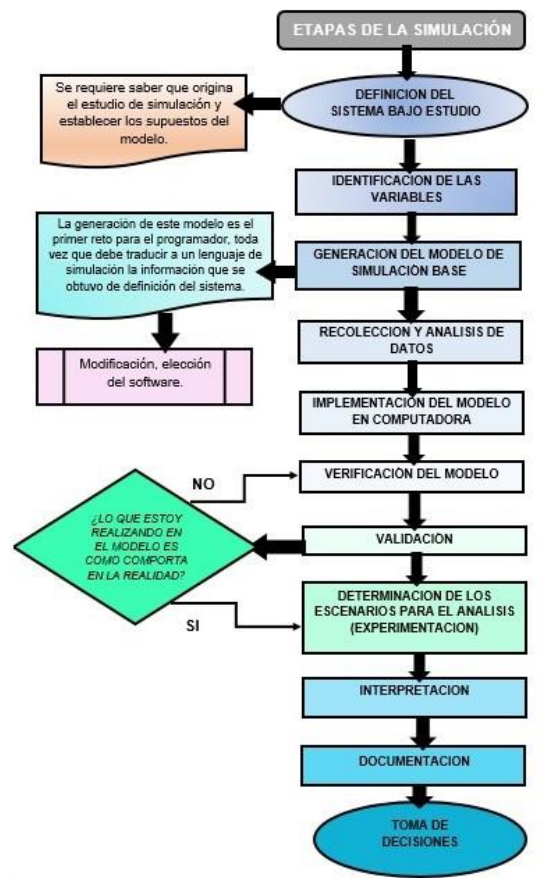 ETAPAS DE LA SIMULACIÓN
DEFINICION DEL
SISTEMA BAJO ESTUDIO
Se requiere saber que origina
el estudio de simulación y
establecer los supuestos del
modelo.
IDENTIFICACION DE LAS
VARIABLES
GENERACION DEL MODELO DE
SIMULACIÓN BASE
La generación de este modelo es el
primer reto para el programador, toda
vez que debe traducir a un lenguaje de
simulación la información que se
obtuvo de definición del sistema.
Modificación, elección
del software.
RECOLECCION Y ANALISIS DE
DATOS
IMPLEMENTACIÓN DEL MODELO
EN COMPUTADORA
VERIFICACIÓN DEL MODELO
VALIDACIÓN
¿LO QUE ESTOY
REALIZANDO EN
EL MODELO ES
COMO COMPORTA
EN LA REALIDAD?
NO
SI
DETERMINACION DE LOS
ESCENARIOS PARA EL ANALISIS
(EXPERIMENTACION)
INTERPRETACION
DOCUMENTACION
TOMA DE
DECISIONES